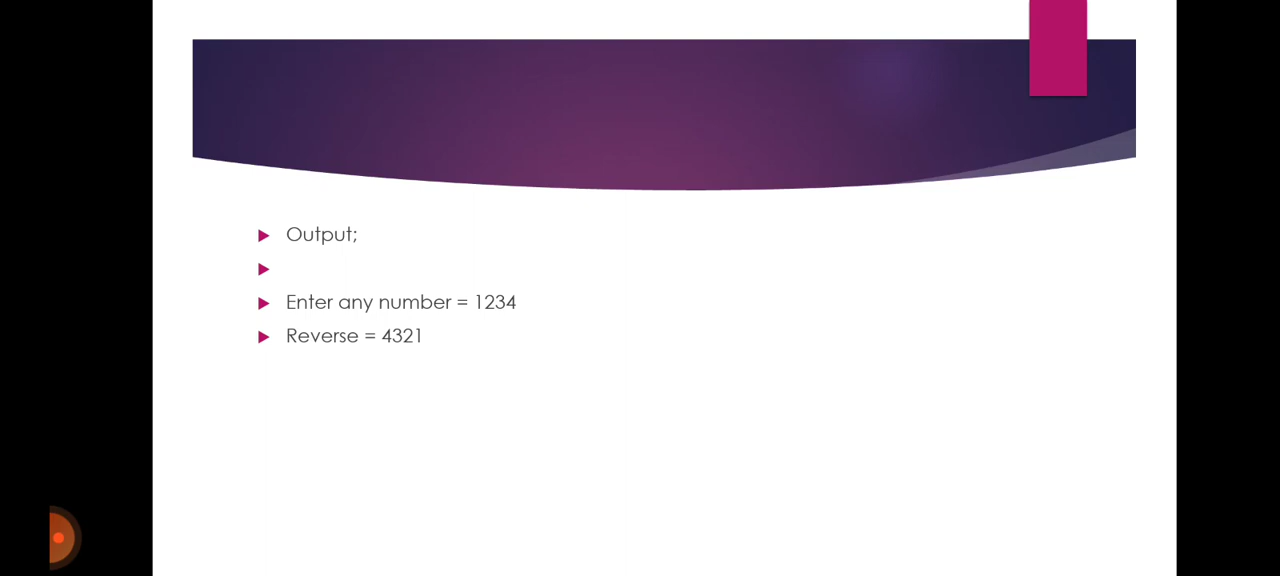 Output;
Enter any number = 1234
Reverse = 4321